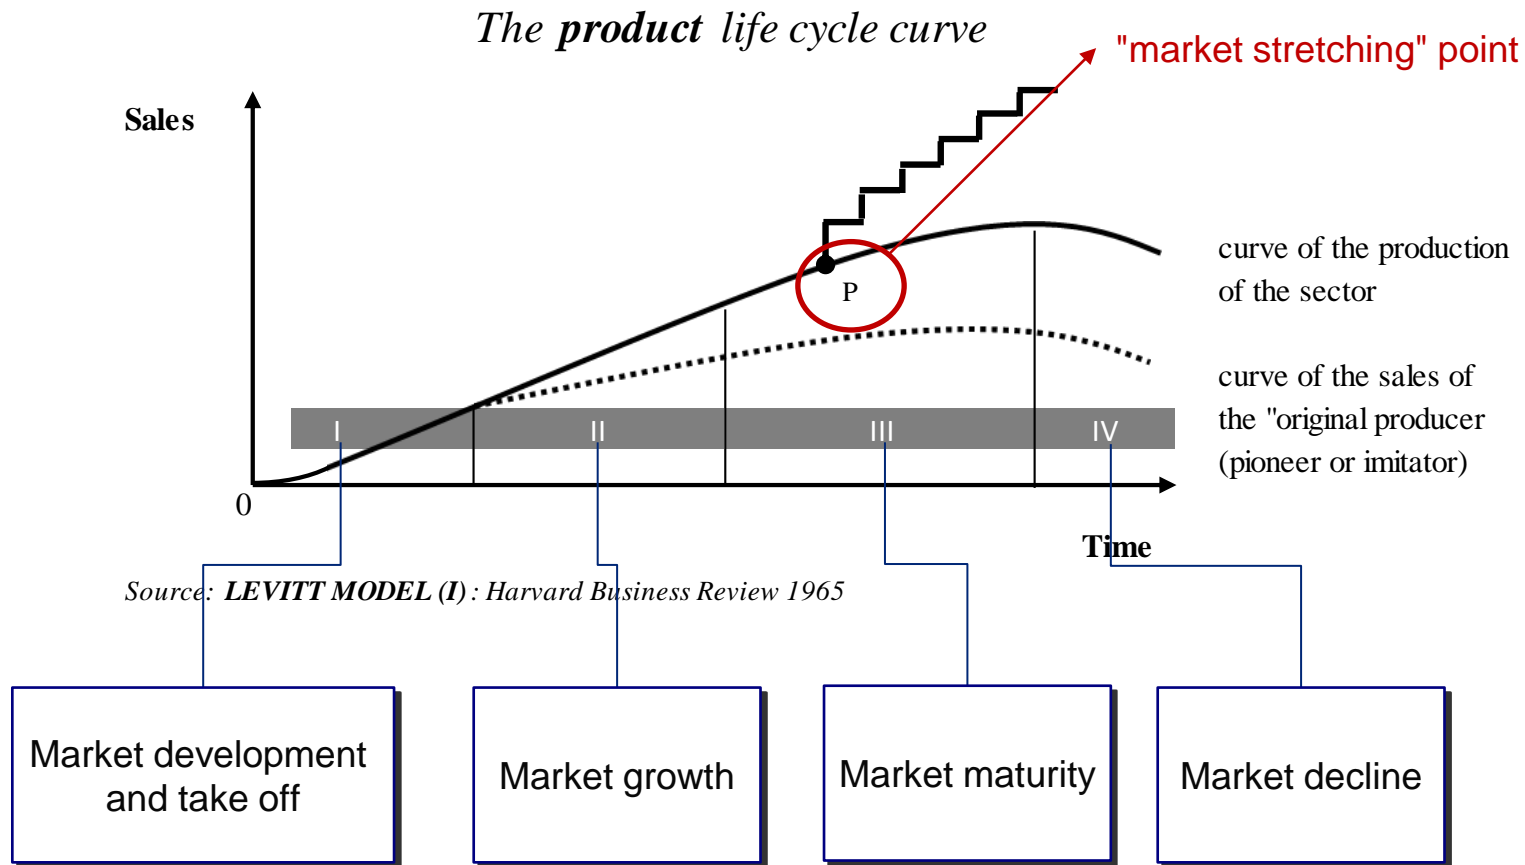 The product life cycle curve
"market stretching" point
Sales
P
curve of the production
of the sector
curve of the sales of
the "original producer
(pioneer or imitator)
I II III IV
0
Time
Source: LEVITT MODEL (I) : Harvard Business Review 1965
Market development
and take off
Market growth
Market maturity
Market decline